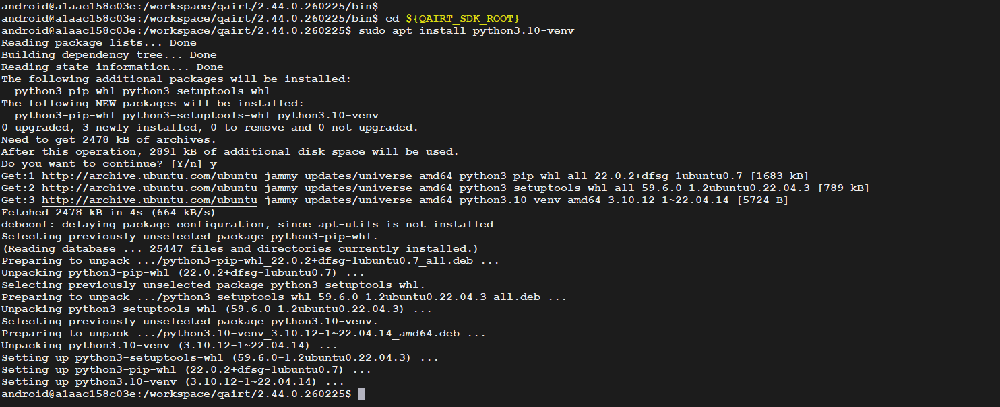 android@a1aac158c03e:/workspace/qairt/2.44.0.260225/bin$
android@a1aac158c03e:/workspace/qairt/2.44.0.260225/bin$ cd ${QAIRT_SDK_ROOT}
android@a1aac158c03e:/workspace/qairt/2.44.0.260225$ sudo apt install python3.10-venv
Reading package lists... Done
Building dependency tree... Done
Reading state information... Done
The following additional packages will be installed:
  python3-pip-whl python3-setuptools-whl
The following NEW packages will be installed:
  python3-pip-whl python3-setuptools-whl python3.10-venv
0 upgraded, 3 newly installed, 0 to remove and 0 not upgraded.
Need to get 2478 kB of archives.
After this operation, 2891 kB of additional disk space will be used.
Do you want to continue? [Y/n] y
Get:1 http://archive.ubuntu.com/ubuntu jammy-updates/universe amd64 python3-pip-whl all 22.0.2+dfsg-1ubuntu0.7 [1683 kB]
Get:2 http://archive.ubuntu.com/ubuntu jammy-updates/universe amd64 python3-setuptools-whl all 59.6.0-1.2ubuntu0.22.04.3 [789 kB]
Get:3 http://archive.ubuntu.com/ubuntu jammy-updates/universe amd64 python3.10-venv amd64 3.10.12-1~22.04.14 [5724 B]
Fetched 2478 kB in 4s (664 kB/s)
debconf: delaying package configuration, since apt-utils is not installed
Selecting previously unselected package python3-pip-whl.
(Reading database ... 25447 files and directories currently installed.)
Preparing to unpack .../python3-pip-whl_22.0.2+dfsg-1ubuntu0.7_all.deb ...
Unpacking python3-pip-whl (22.0.2+dfsg-1ubuntu0.7) ...
Selecting previously unselected package python3-setuptools-whl.
Preparing to unpack .../python3-setuptools-whl_59.6.0-1.2ubuntu0.22.04.3_all.deb ...
Unpacking python3-setuptools-whl (59.6.0-1.2ubuntu0.22.04.3) ...
Selecting previously unselected package python3.10-venv.
Preparing to unpack .../python3.10-venv_3.10.12-1~22.04.14_amd64.deb ...
Unpacking python3.10-venv (3.10.12-1~22.04.14) ...
Setting up python3-setuptools-whl (59.6.0-1.2ubuntu0.22.04.3) ...
Setting up python3-pip-whl (22.0.2+dfsg-1ubuntu0.7) ...
Setting up python3.10-venv (3.10.12-1~22.04.14) ...
android@a1aac158c03e:/workspace/qairt/2.44.0.260225$